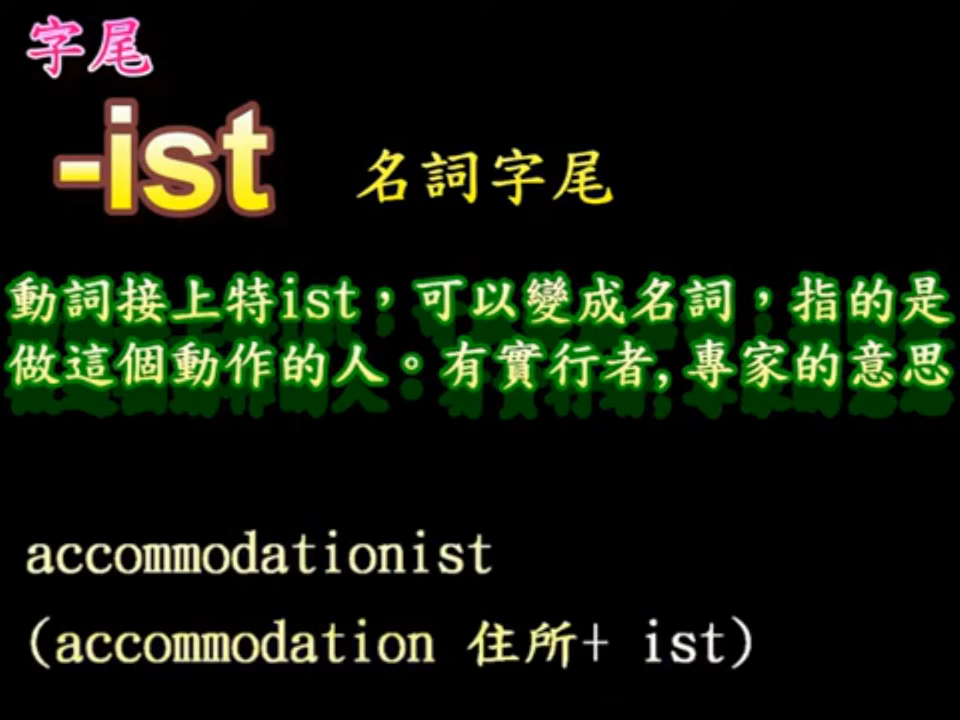 字尾
-ist 名詞字尾
動詞接上特ist，可以變成名詞，指的是
做這個動作的人。有實行者,專家的意思
accommodationist
(accommodation 住所+ ist)